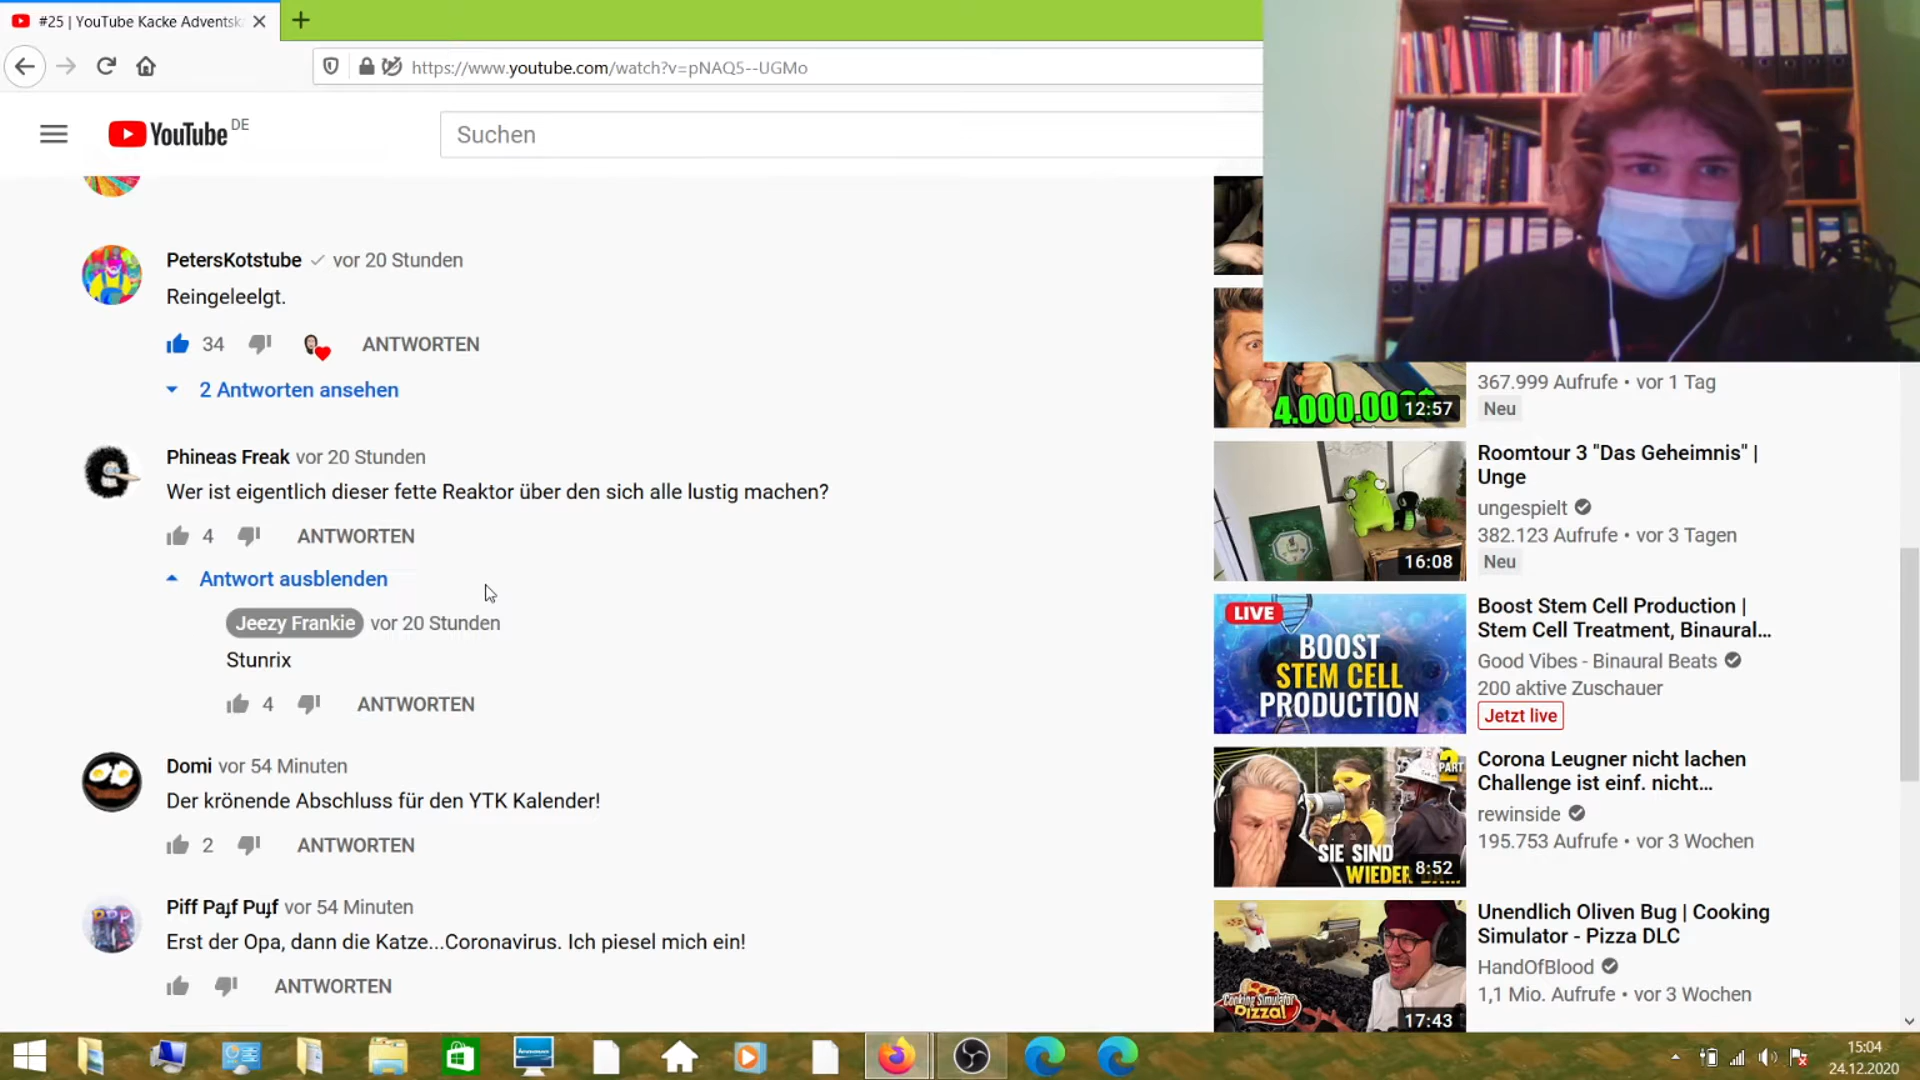 #25 | YouTube Kacke Adventsk
https://www.youtube.com/watch?v=pNAQ5--UGMo
YouTube DE
Suchen
PetersKotstube vor 20 Stunden
Reingeleelgt.
34 ANTWORTEN
2 Antworten ansehen
Phineas Freak vor 20 Stunden
Wer ist eigentlich dieser fette Reaktor über den sich alle lustig machen?
4 ANTWORTEN
Antwort ausblenden
Jeezy Frankie vor 20 Stunden
Stunrix
4 ANTWORTEN
Domi vor 54 Minuten
Der krönende Abschluss für den YTK Kalender!
2 ANTWORTEN
Piff Paɟf Puɟf vor 54 Minuten
Erst der Opa, dann die Katze...Coronavirus. Ich piesel mich ein!
ANTWORTEN
4.000.000$
12:57
367.999 Aufrufe • vor 1 Tag
Neu
16:08
Roomtour 3 "Das Geheimnis" |
Unge
ungespielt
382.123 Aufrufe • vor 3 Tagen
Neu
LIVE
BOOST
STEM CELL
PRODUCTION
Boost Stem Cell Production |
Stem Cell Treatment, Binaural...
Good Vibes - Binaural Beats
200 aktive Zuschauer
Jetzt live
2
PART
SIE SIND
WIEDER
8:52
Corona Leugner nicht lachen
Challenge ist einf. nicht...
rewinside
195.753 Aufrufe • vor 3 Wochen
Cooking Simulator
Pizza!
17:43
Unendlich Oliven Bug | Cooking
Simulator - Pizza DLC
HandOfBlood
1,1 Mio. Aufrufe • vor 3 Wochen
15:04
24.12.2020